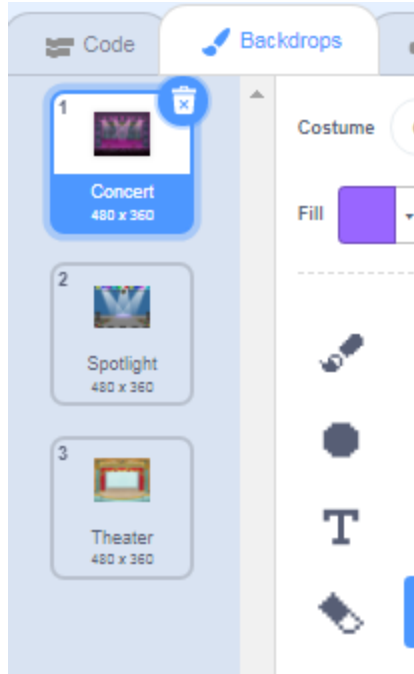 Code
Backdrops
1
Concert
480 x 360
2
Spotlight
480 x 360
3
Theater
480 x 360
Costume
Fill
T